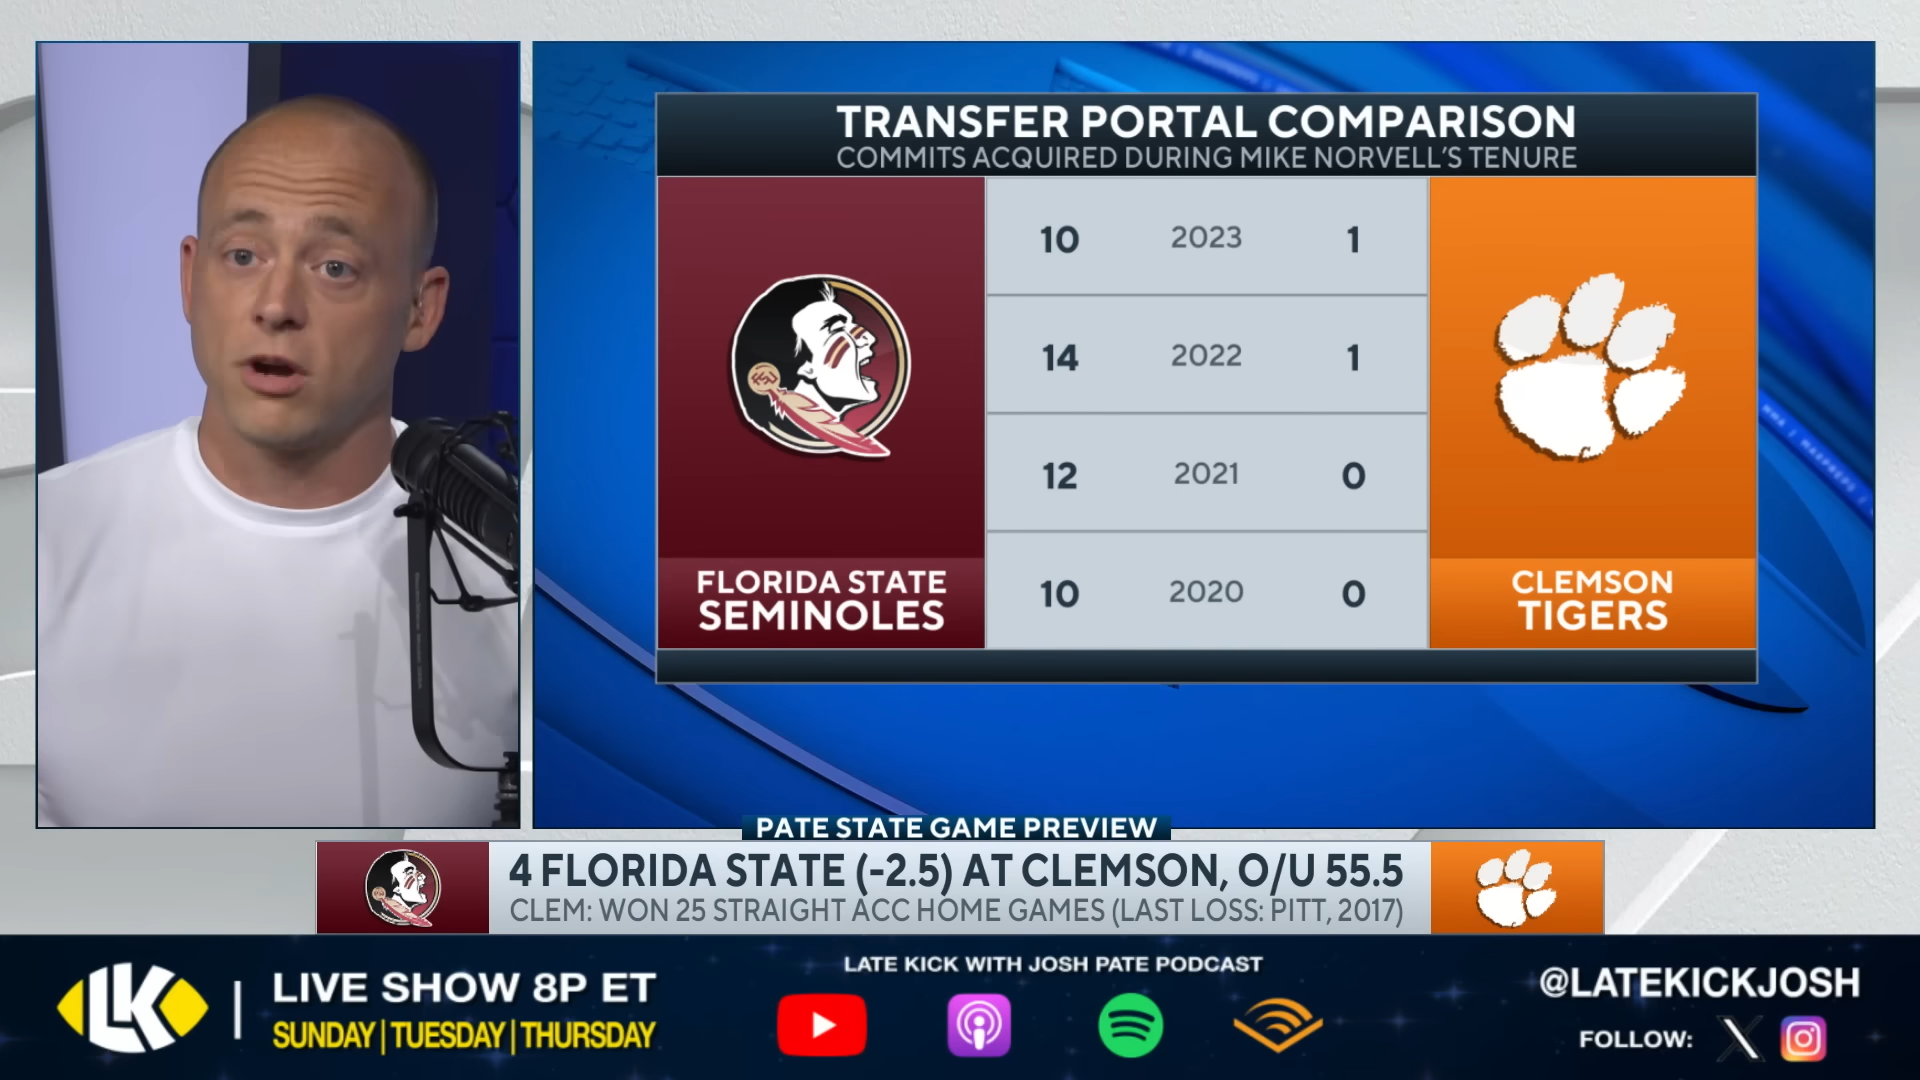 TRANSFER PORTAL COMPARISON
COMMITS ACQUIRED DURING MIKE NORVELL'S TENURE
10 2023 1
14 2022 1
12 2021 0
10 2020 0
FSU
FLORIDA STATE
SEMINOLES
CLEMSON
TIGERS
PATE STATE GAME PREVIEW
4 FLORIDA STATE (-2.5) AT CLEMSON, O/U 55.5
CLEM: WON 25 STRAIGHT ACC HOME GAMES (LAST LOSS: PITT, 2017)
LK
LIVE SHOW 8P ET
SUNDAY | TUESDAY | THURSDAY
LATE KICK WITH JOSH PATE PODCAST
@LATEKICKJOSH
FOLLOW: